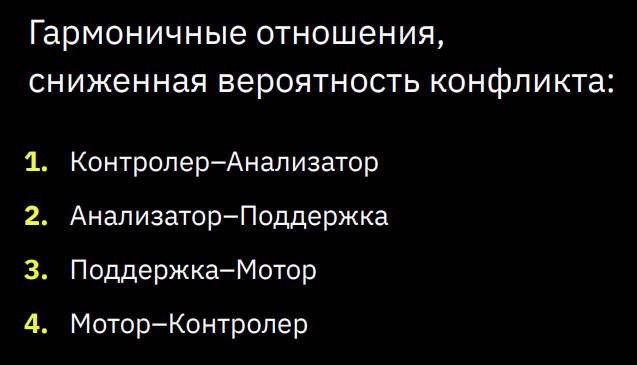 Гармоничные отношения,
сниженная вероятность конфликта:
1. Контролер–Анализатор
2. Анализатор–Поддержка
3. Поддержка–Мотор
4. Мотор–Контролер